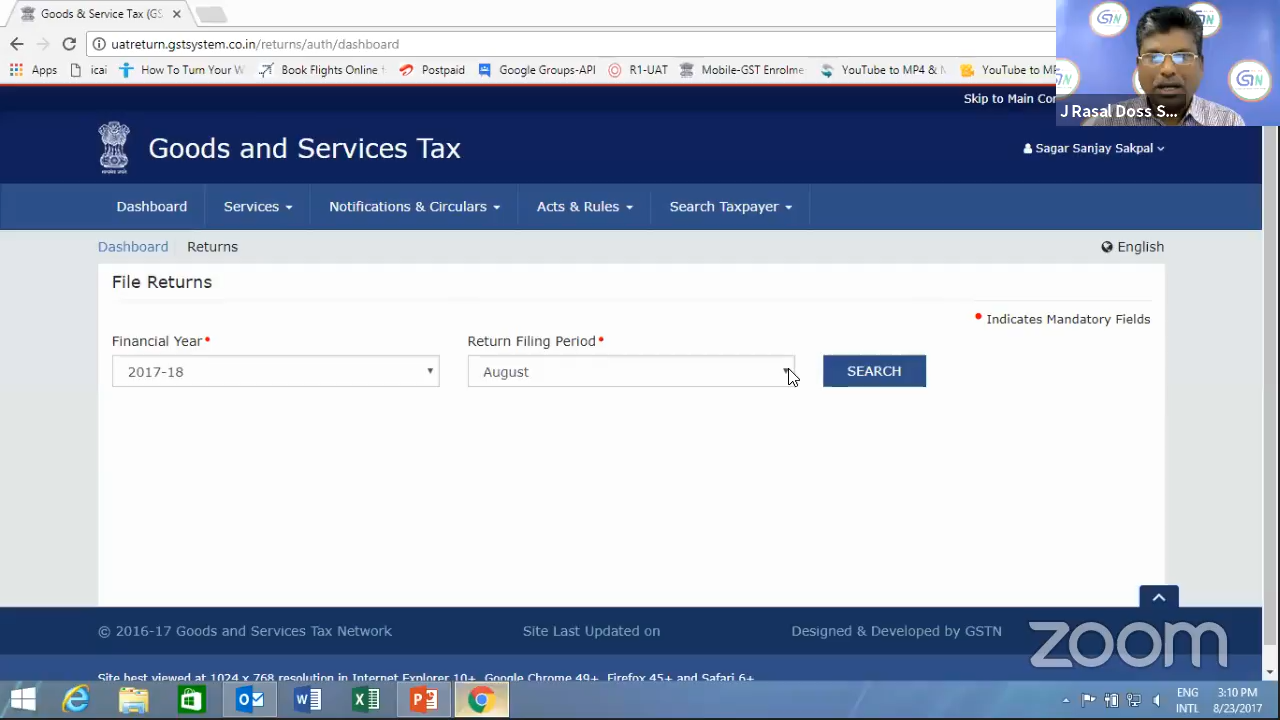 Goods & Service Tax (GS
uatreturn.gstsystem.co.in/returns/auth/dashboard
Apps icai How To Turn Your W Book Flights Online f Postpaid Google Groups-API R1-UAT Mobile-GST Enrolme YouTube to MP4 & YouTube to
GSTN
J Rasal Doss S...
Skip to Main Con
Goods and Services Tax
Sagar Sanjay Sakpal
Dashboard Services Notifications & Circulars Acts & Rules Search Taxpayer
Dashboard Returns English
File Returns
• Indicates Mandatory Fields
Financial Year• Return Filing Period•
2017-18 August SEARCH
© 2016-17 Goods and Services Tax Network Site Last Updated on Designed & Developed by GSTN
zoom
Site best viewed at 1024 x 768 resolution in Internet Explorer 10+, Google Chrome 49+, Firefox 45+ and Safari 6+
ENG 3:10 PM
INTL 8/23/2017